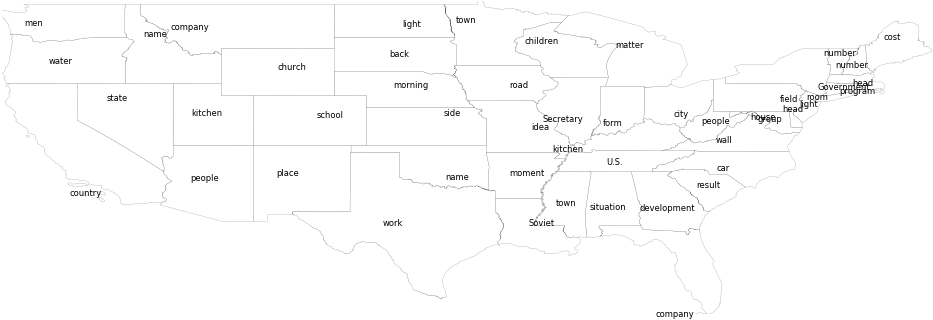 men
name
company
light
town
children
matter
cost
water
church
back
number
number
state
kitchen
school
morning
side
road
idea
Secretary
form
city
people
house
group
field
head
light
room
Government
head
program
wall
kitchen
U.S.
car
people
place
name
moment
result
country
work
Soviet
town
situation
development
company